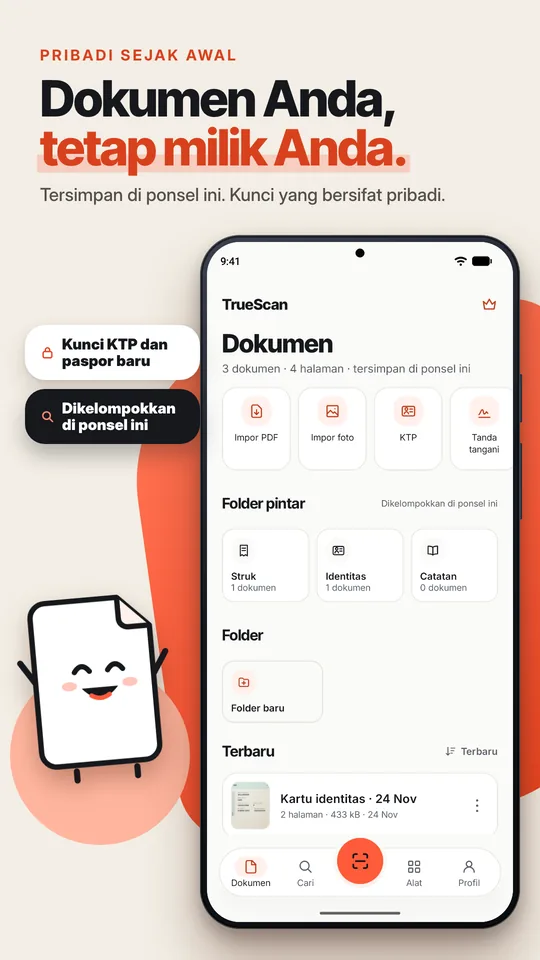 PRIBADI SEJAK AWAL
Dokumen Anda,
tetap milik Anda.
Tersimpan di ponsel ini. Kunci yang bersifat pribadi.
9:41
TrueScan
Dokumen
3 dokumen · 4 halaman · tersimpan di ponsel ini
Kunci KTP dan
paspor baru
Dikelompokkan
di ponsel ini
Impor PDF
Impor foto
KTP
Tanda
tangani
Folder pintar
Dikelompokkan di ponsel ini
Struk
1 dokumen
Identitas
1 dokumen
Catatan
0 dokumen
Folder
Folder baru
Terbaru
Terbaru
Kartu identitas · 24 Nov
2 halaman · 433 kB · 24 Nov
Dokumen
Cari
Alat
Profil